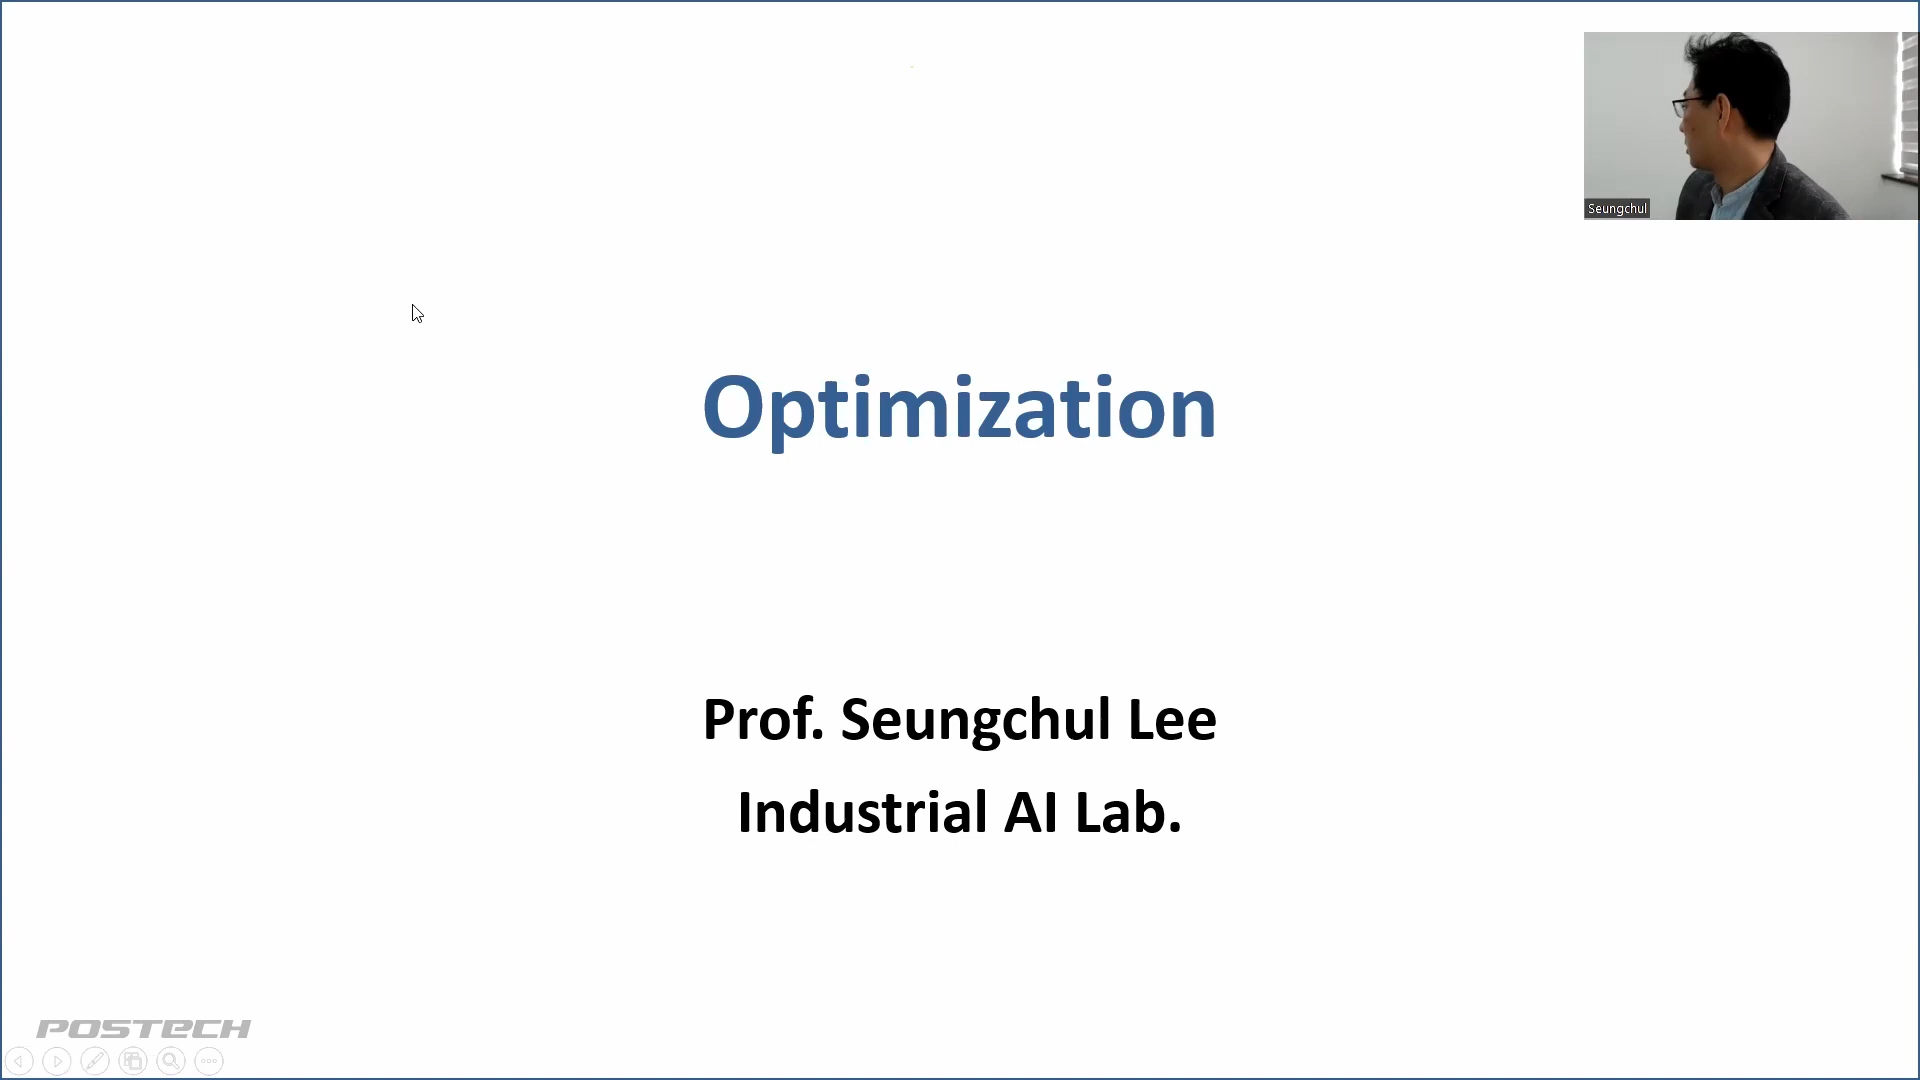 Seungchul
Optimization
Prof. Seungchul Lee
Industrial AI Lab.
POSTECH